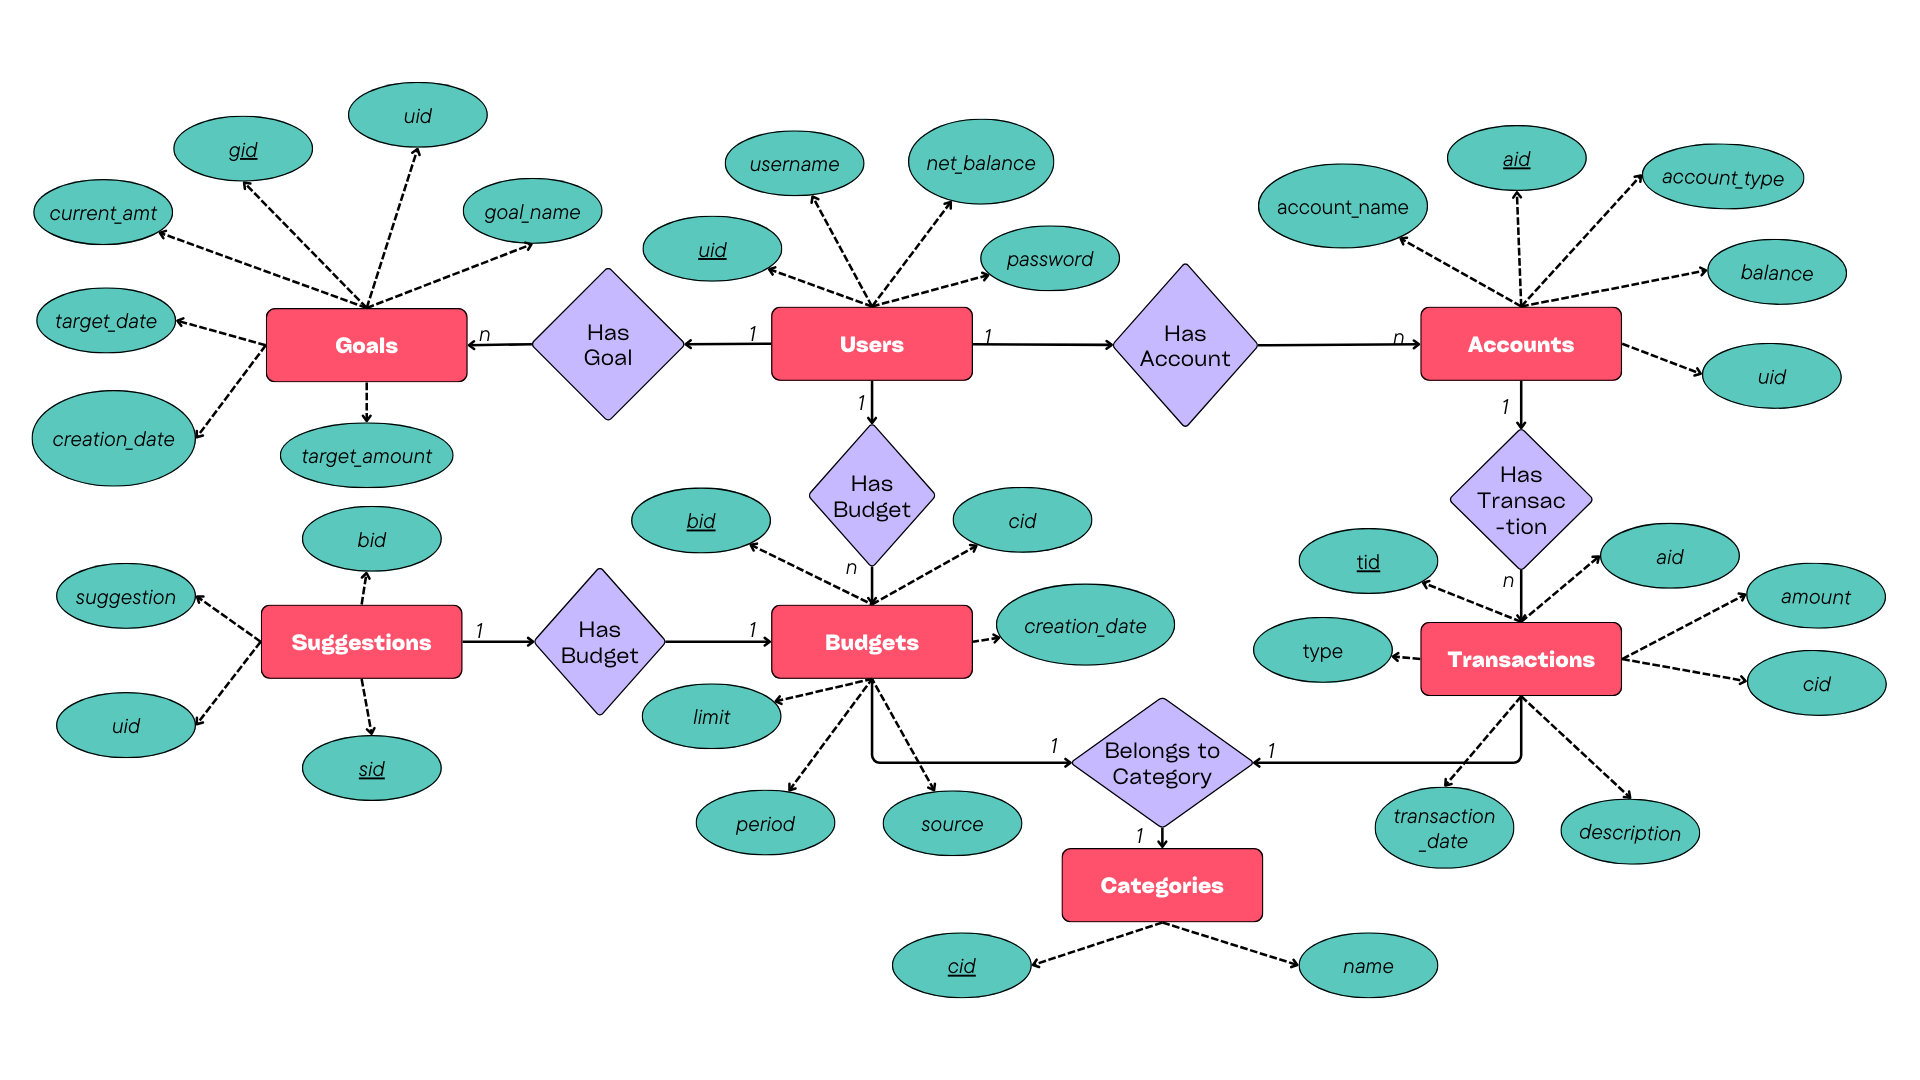 uid
gid
current_amt
goal_name
target_date
Goals
creation_date
target_amount
n
Has
Goal
1
username
net_balance
uid
password
Users
1
Has
Account
n
aid
account_name
account_type
balance
Accounts
uid
1
Has
Budget
n
1
Has
Transac
-tion
n
bid
suggestion
Suggestions
uid
sid
1
Has
Budget
1
bid
cid
creation_date
Budgets
limit
period
source
tid
aid
type
amount
Transactions
cid
transaction
_date
description
1
Belongs to
Category
1
1
Categories
cid
name